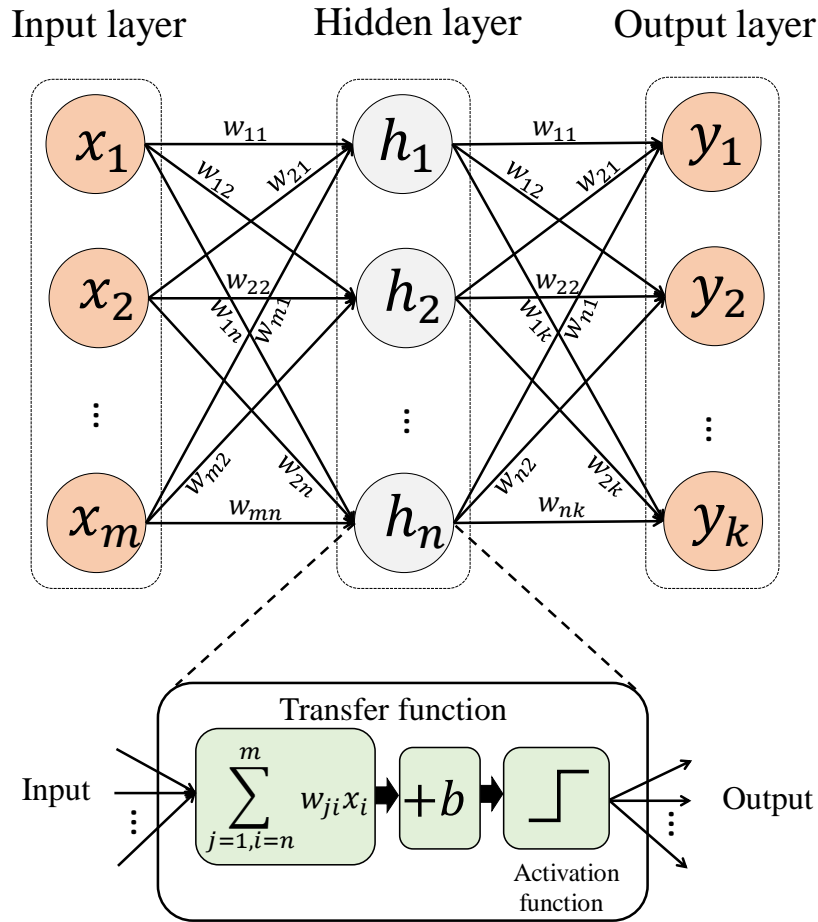 Input layer Hidden layer Output layer
x₁ w₁₁ h₁ w₁₁ y₁
w₁₂ w₂₁ w₁₂ w₂₁
x₂ w₂₂ h₂ w₂₂ y₂
w₁ₙ wₘ₁ w₁ₖ wₙ₁
⋮ ⋮ ⋮
wₘ₂ w₂ₙ wₙ₂ w₂ₖ
xₘ wₘₙ hₙ wₙₖ yₖ
Transfer function
Input ∑ m j=1,i=n wⱼᵢxᵢ +b Output
⋮ ⋮
Activation
function